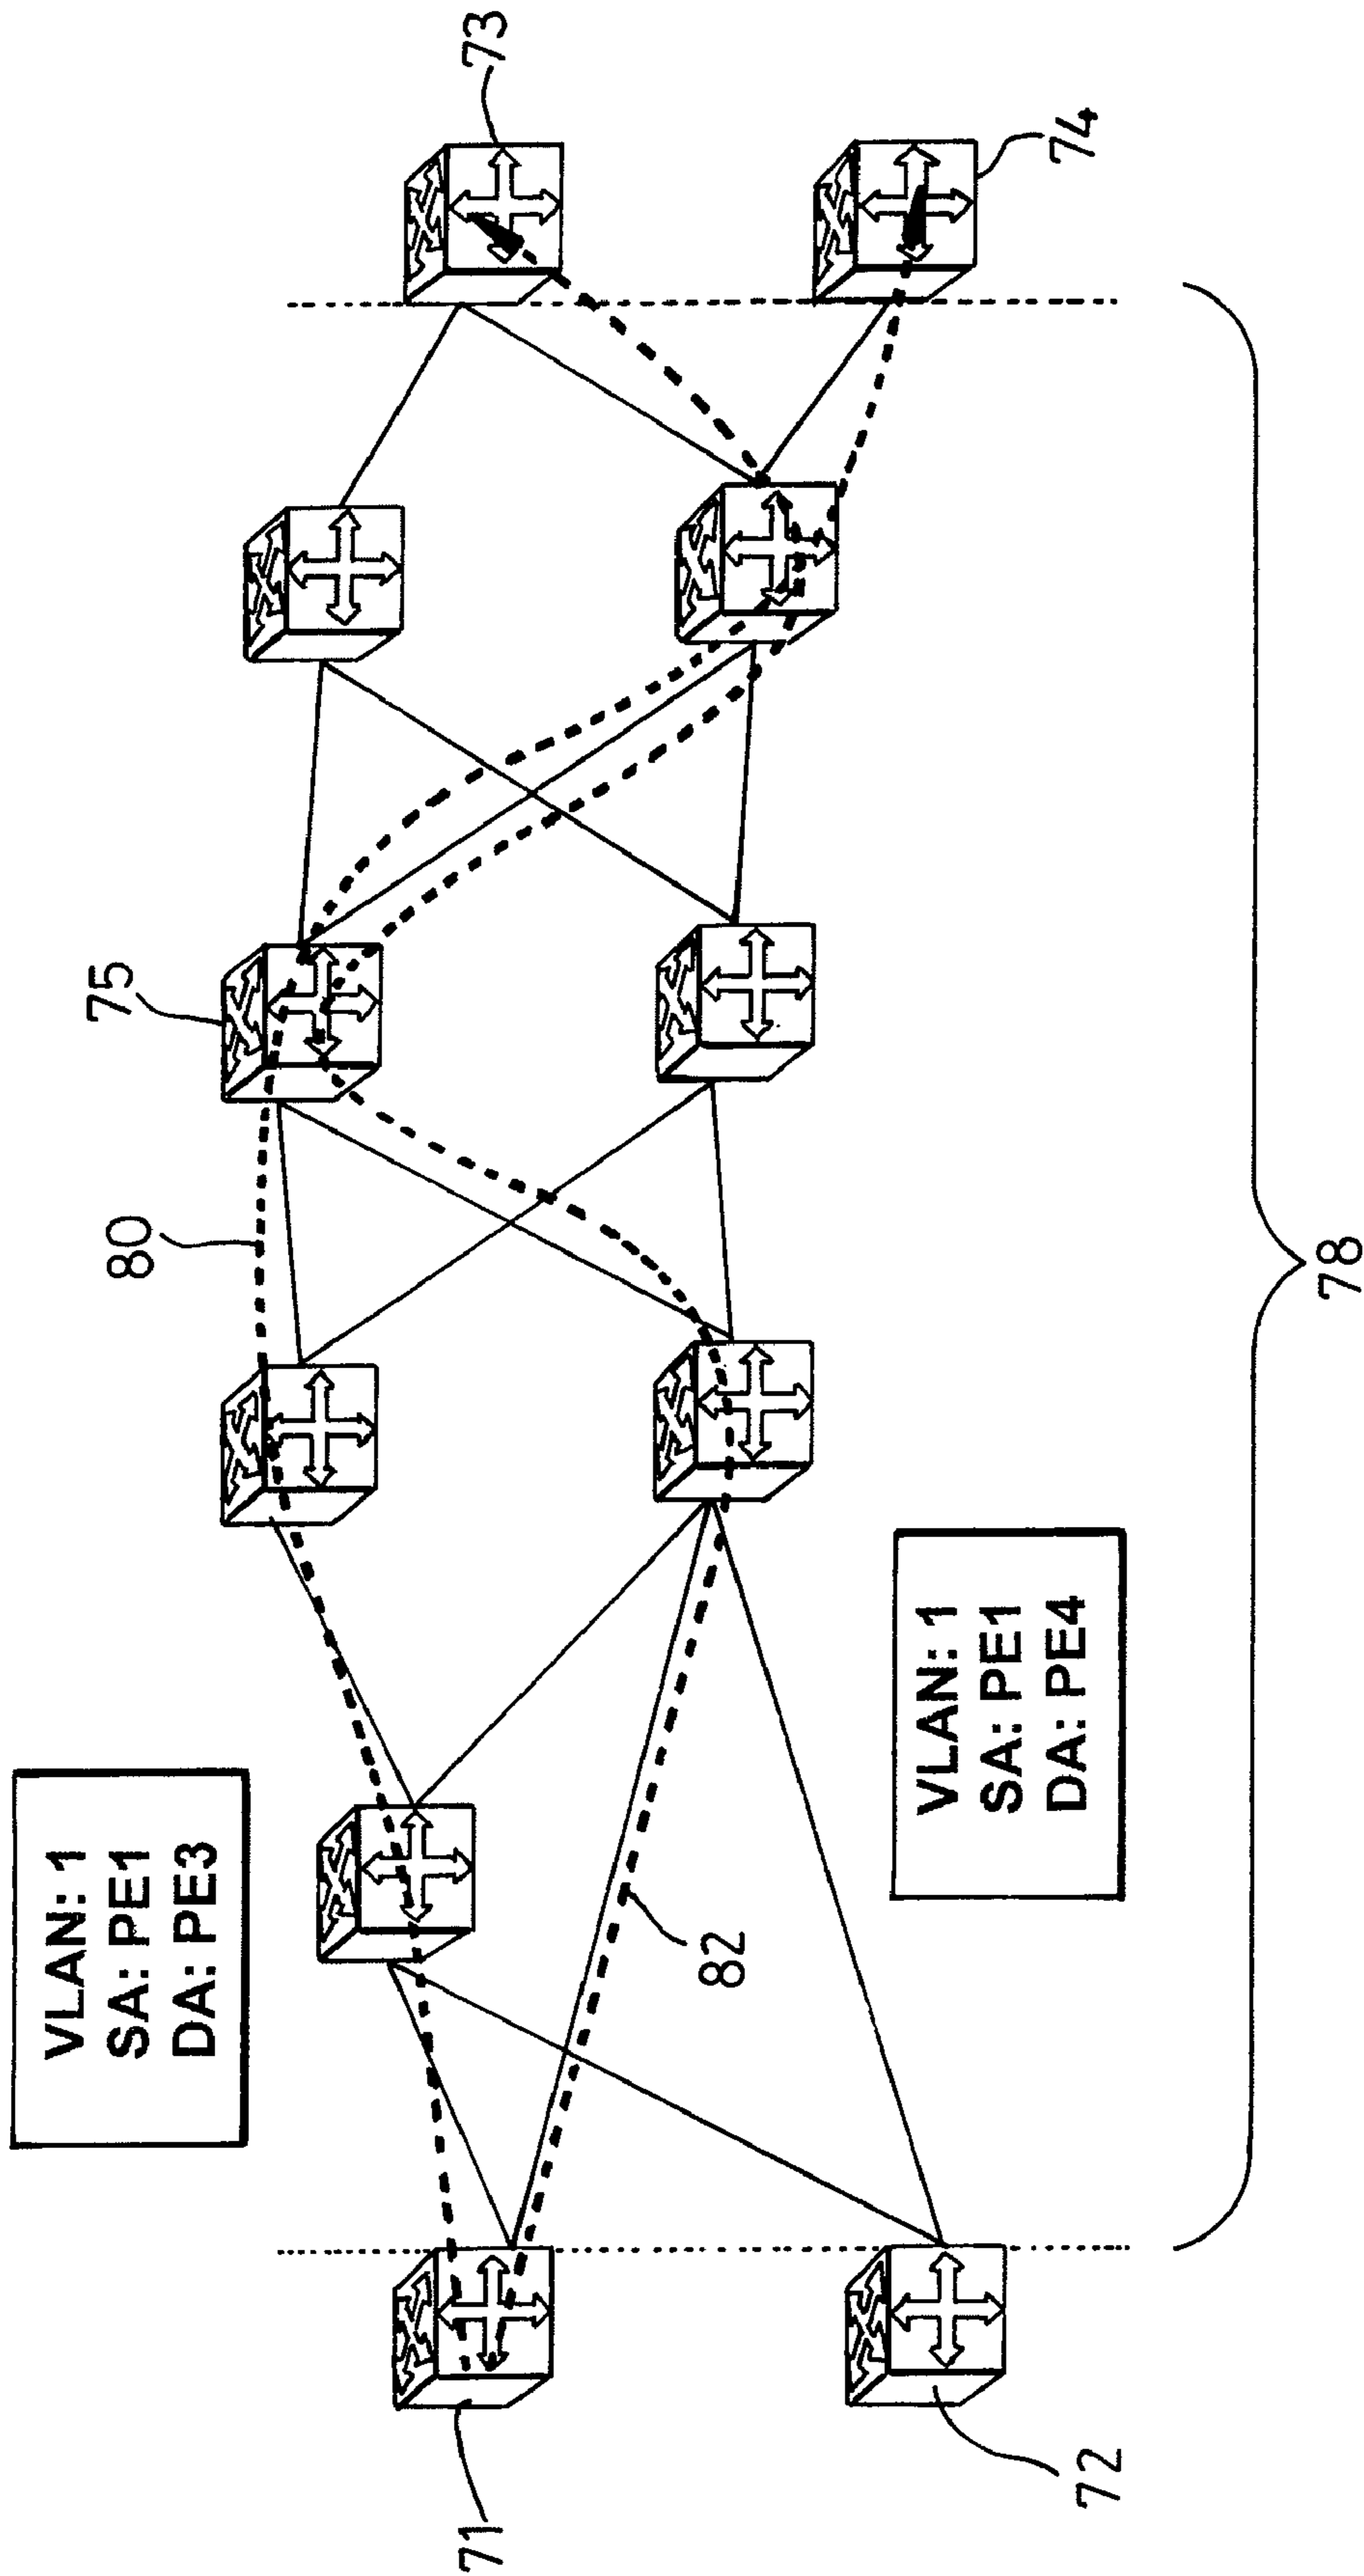 VLAN: 1
SA: PE1
DA: PE3
80
75
73
71
82
74
72
VLAN: 1
SA: PE1
DA: PE4
78